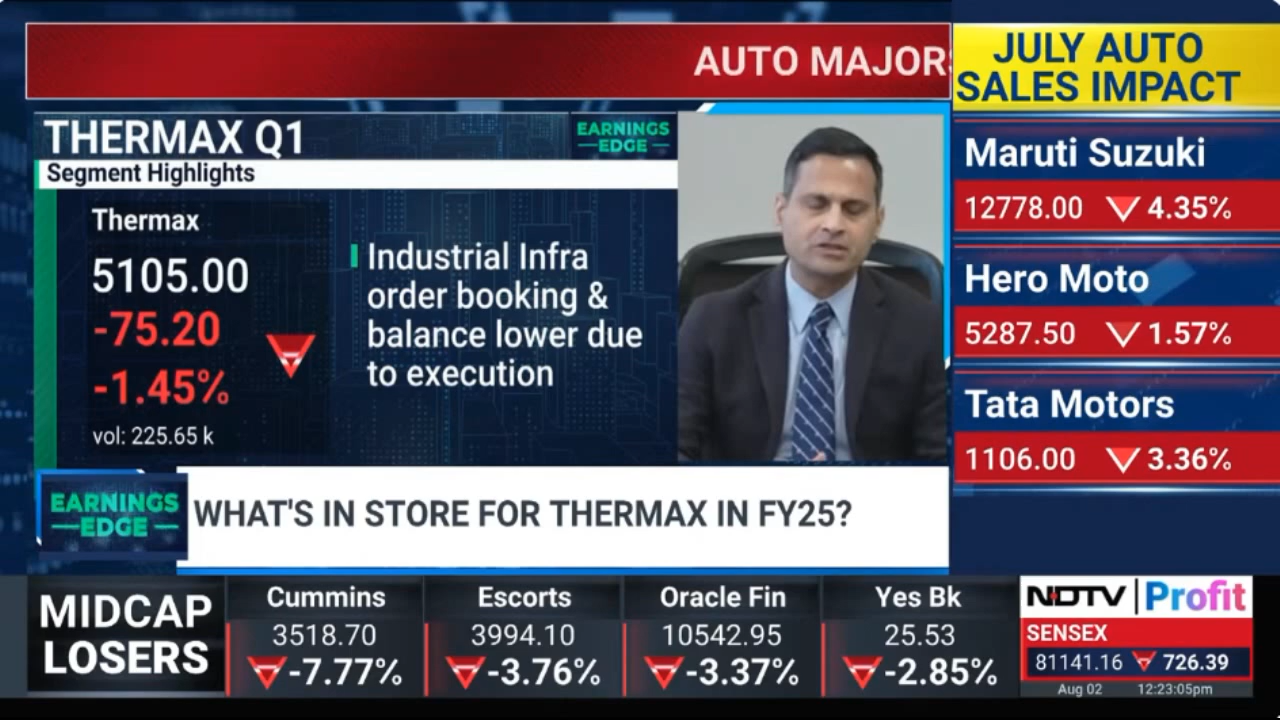 AUTO MAJORS
JULY AUTO
SALES IMPACT
THERMAX Q1
EARNINGS
EDGE
Segment Highlights
Thermax
5105.00
-75.20
-1.45%
vol: 225.65 k
Industrial Infra
order booking &
balance lower due
to execution
Maruti Suzuki
12778.00 4.35%
Hero Moto
5287.50 1.57%
Tata Motors
1106.00 3.36%
EARNINGS
EDGE
WHAT'S IN STORE FOR THERMAX IN FY25?
MIDCAP
LOSERS
Cummins
3518.70
-7.77%
Escorts
3994.10
-3.76%
Oracle Fin
10542.95
-3.37%
Yes Bk
25.53
-2.85%
NDTV Profit
SENSEX
81141.16 726.39
Aug 02 12:23:05pm